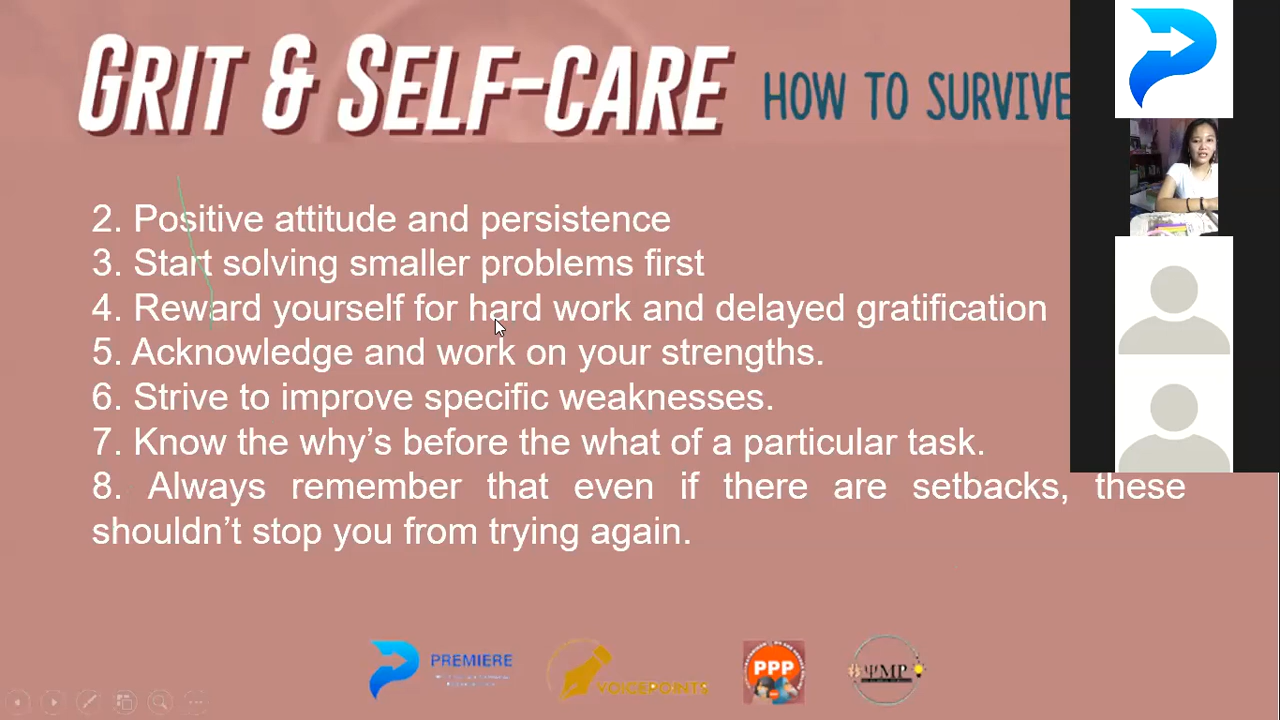 GRIT & SELF-CARE HOW TO SURVIVE
2. Positive attitude and persistence
3. Start solving smaller problems first
4. Reward yourself for hard work and delayed gratification
5. Acknowledge and work on your strengths.
6. Strive to improve specific weaknesses.
7. Know the why’s before the what of a particular task.
8. Always remember that even if there are setbacks, these
shouldn’t stop you from trying again.
PREMIERE
VOICEPOINTS
PPP
ΨMP